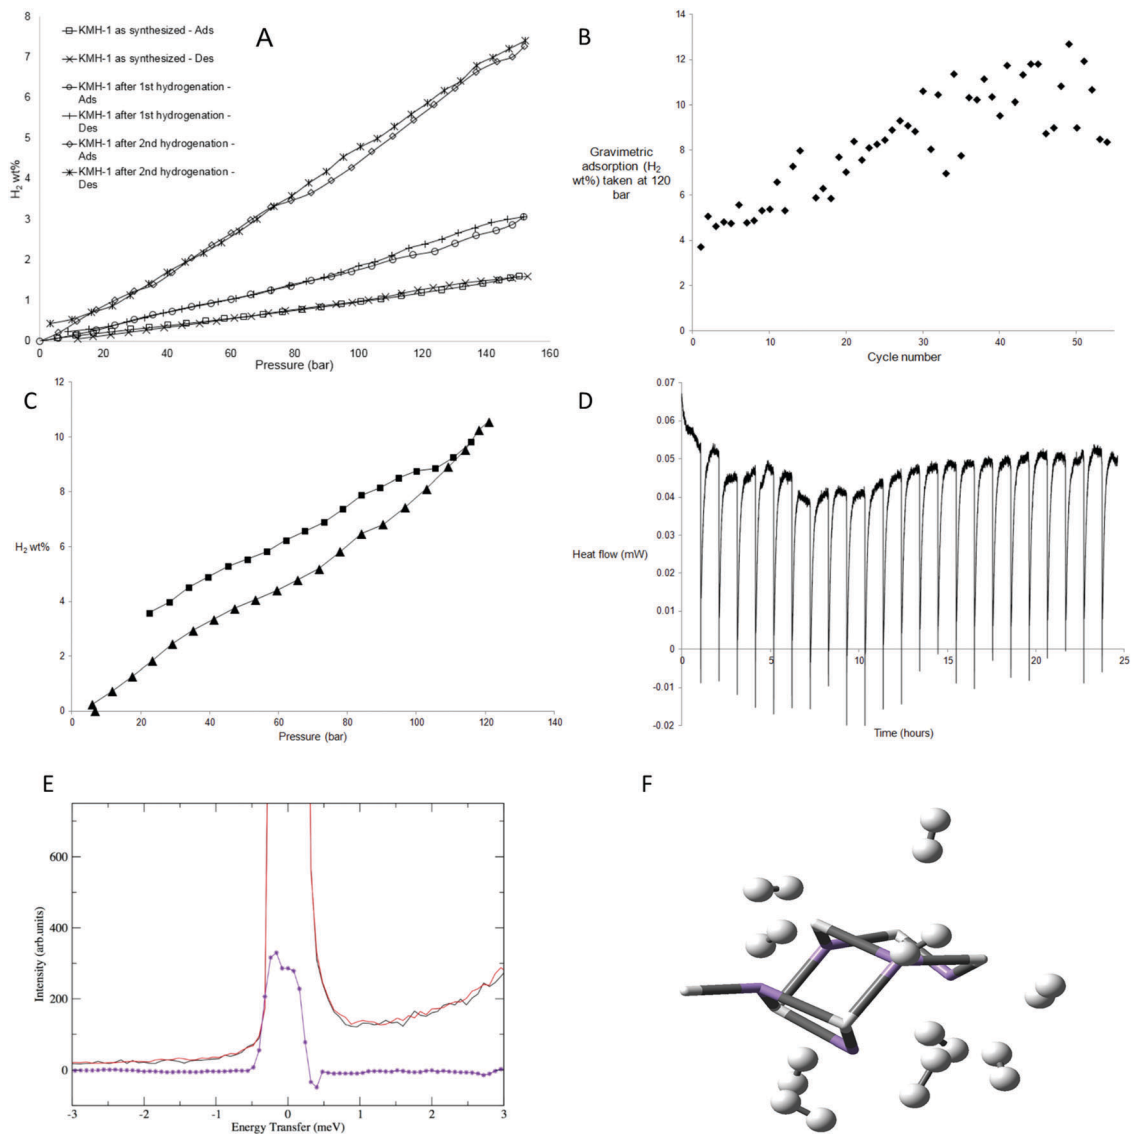 A
KMH-1 as synthesized - Ads
KMH-1 as synthesized - Des
KMH-1 after 1st hydrogenation -
Ads
KMH-1 after 1st hydrogenation -
Des
KMH-1 after 2nd hydrogenation -
Ads
KMH-1 after 2nd hydrogenation -
Des
H2 wt%
8
7
6
5
4
3
2
1
0
0 20 40 60 80 100 120 140 160
Pressure (bar)
B
Gravimetric
adsorption (H2
wt%) taken at 120
bar
14
12
10
8
6
4
2
0
0 10 20 30 40 50
Cycle number
C
H2 wt%
12
10
8
6
4
2
0
0 20 40 60 80 100 120 140
Pressure (bar)
D
Heat flow (mW)
0.07
0.06
0.05
0.04
0.03
0.02
0.01
0
-0.01
-0.02
0 5 10 15 20 25
Time (hours)
E
Intensity (arb.units)
600
400
200
0
-3 -2 -1 0 1 2 3
Energy Transfer (meV)
F